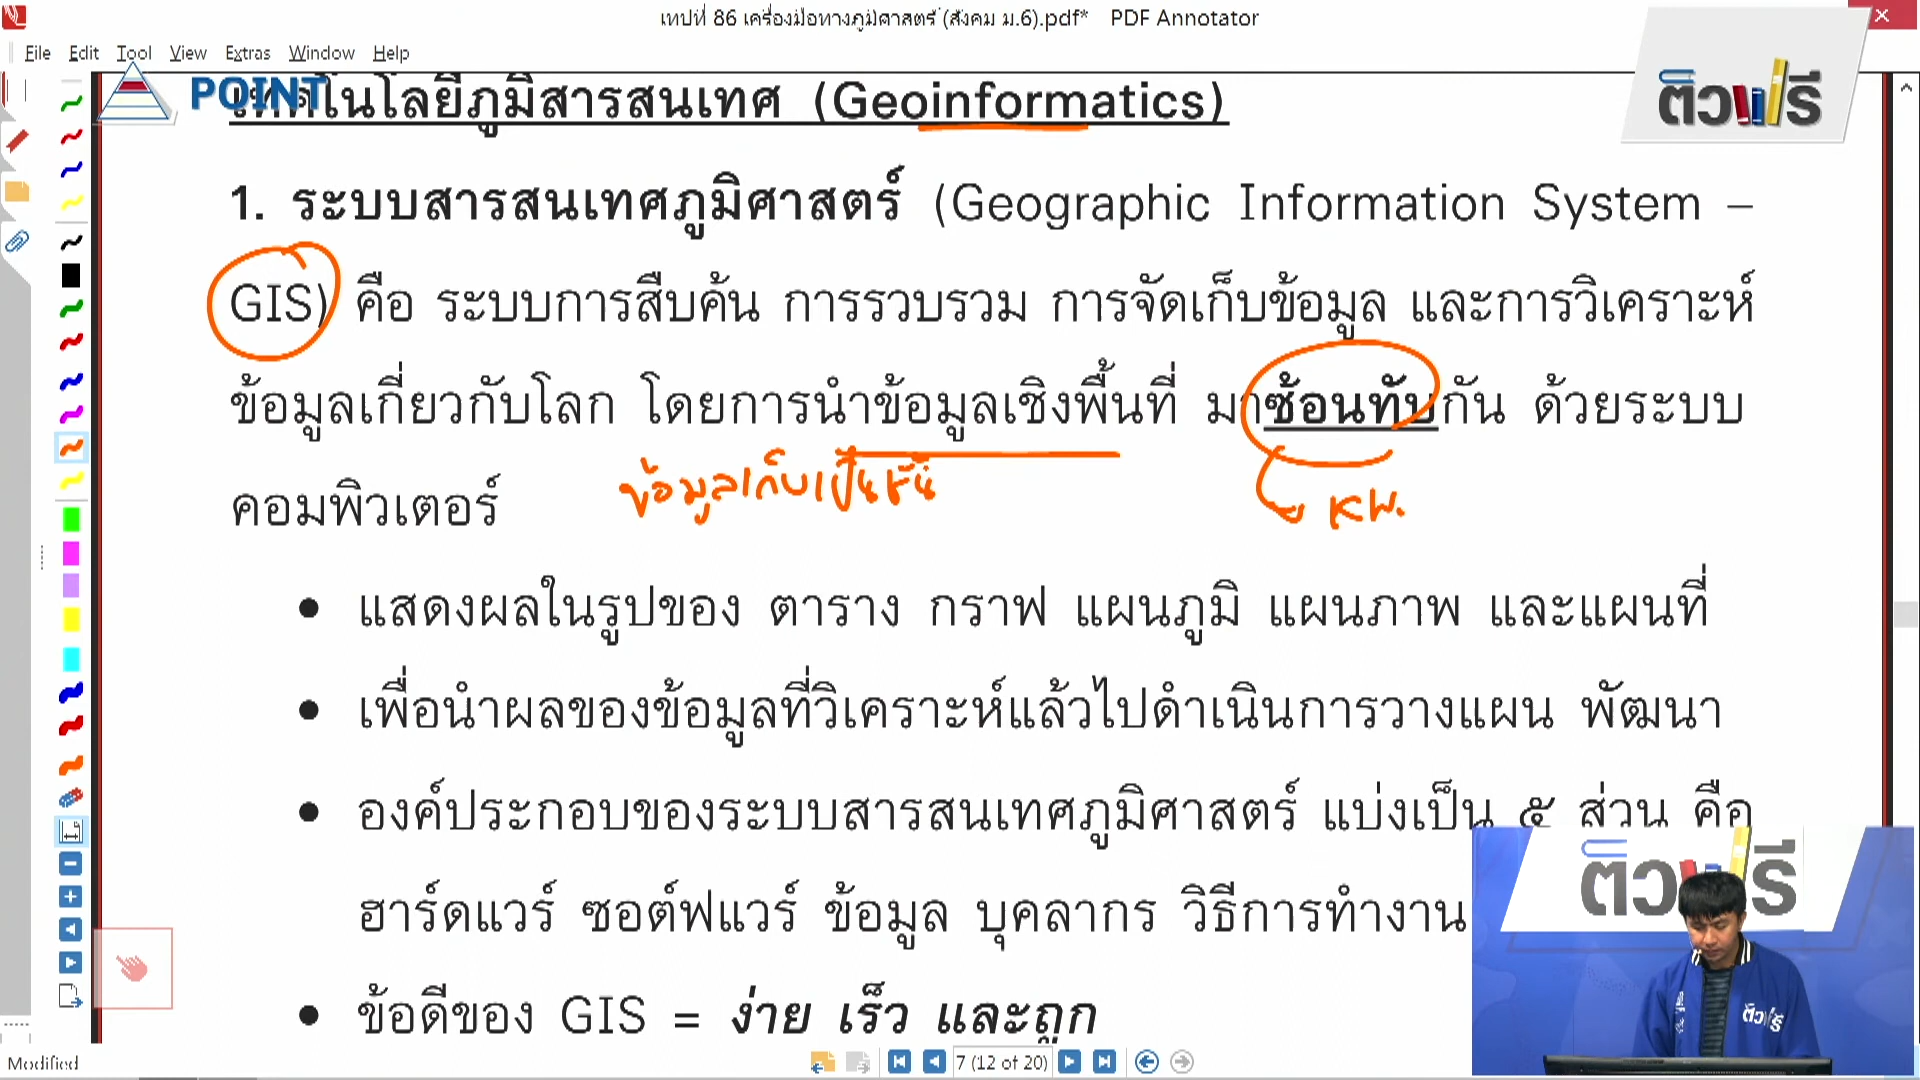 เทปที่ 86 เครื่องมือทางภูมิศาสตร์ (สังคม ม.6).pdf* PDF Annotator
File Edit Tool View Extras Window Help
POINT
เทคโนโลยีภูมิสารสนเทศ (Geoinformatics)
ติวฟรี
1. ระบบสารสนเทศภูมิศาสตร์ (Geographic Information System –
GIS) คือ ระบบการสืบค้น การรวบรวม การจัดเก็บข้อมูล และการวิเคราะห์
ข้อมูลเกี่ยวกับโลก โดยการนำข้อมูลเชิงพื้นที่ มาซ้อนทับกัน ด้วยระบบ
ข้อมูลเก็บเป็นชั้น
คอมพิวเตอร์
• แสดงผลในรูปของ ตาราง กราฟ แผนภูมิ แผนภาพ และแผนที่
• เพื่อนำผลของข้อมูลที่วิเคราะห์แล้วไปดำเนินการวางแผน พัฒนา
• องค์ประกอบของระบบสารสนเทศภูมิศาสตร์ แบ่งเป็น ๕ ส่วน คือ
ฮาร์ดแวร์ ซอต์ฟแวร์ ข้อมูล บุคลากร วิธีการทำงาน
• ข้อดีของ GIS = ง่าย เร็ว และถูก
ติวฟรี
ติวฟรี
Modified
7 (12 of 20)